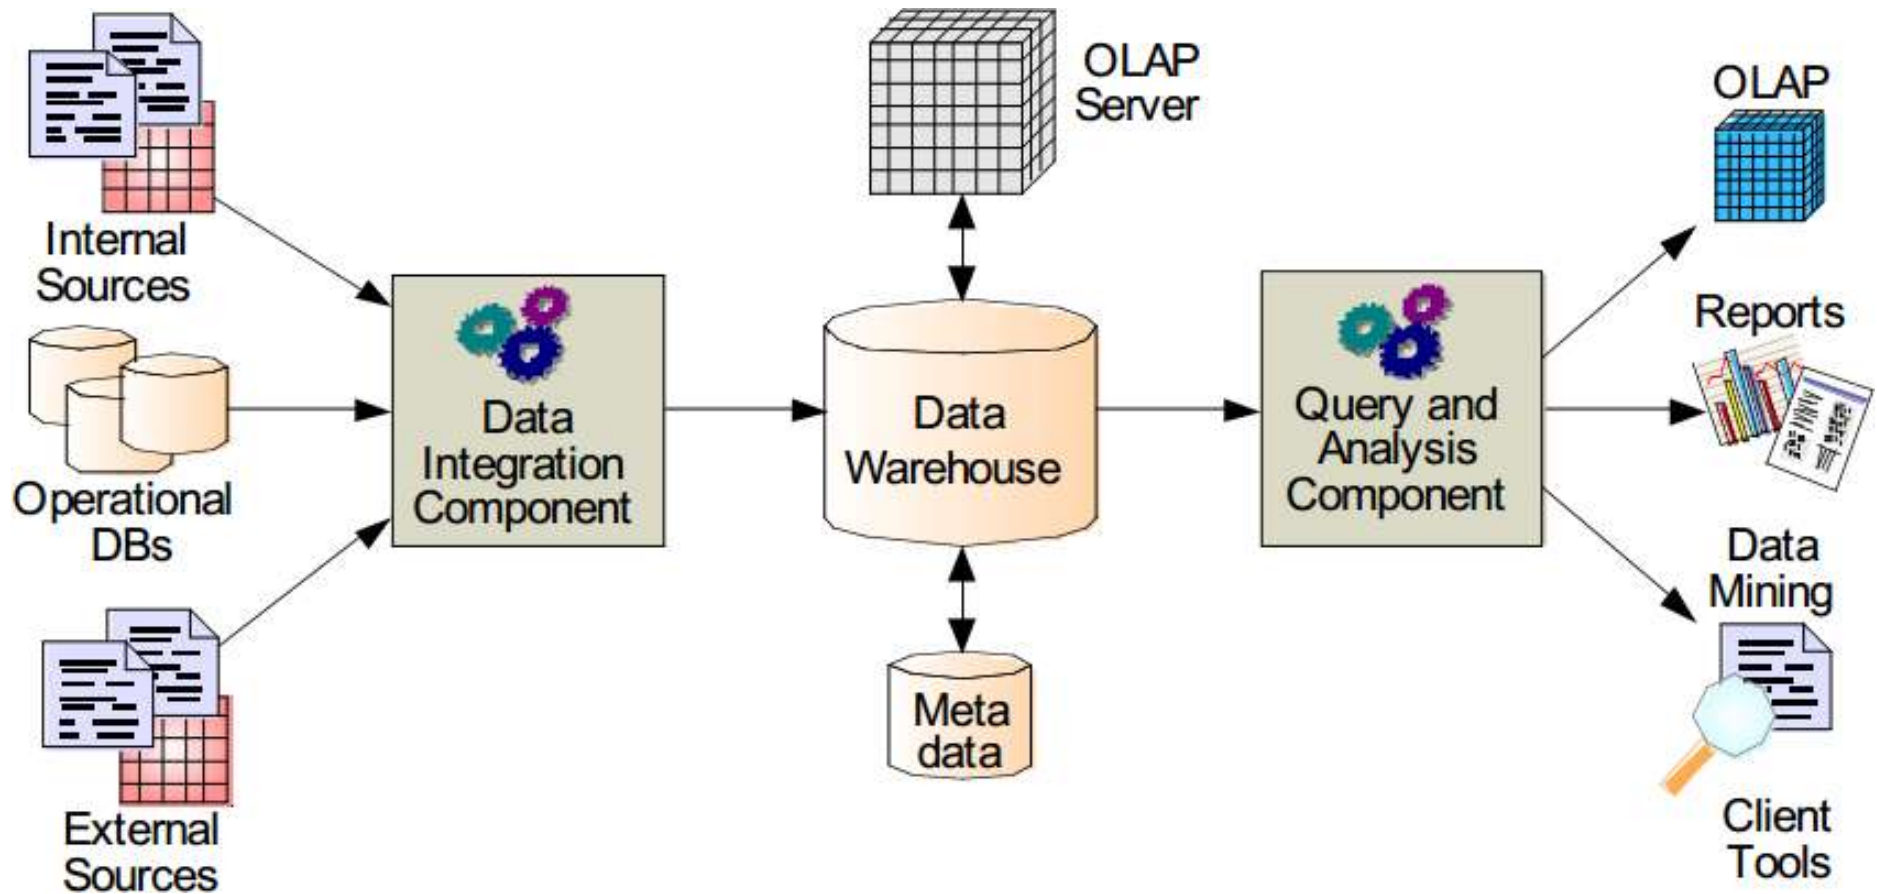 Internal
Sources
Operational
DBs
External
Sources
Data
Integration
Component
OLAP
Server
Data
Warehouse
Meta
data
Query and
Analysis
Component
OLAP
Reports
Data
Mining
Client
Tools